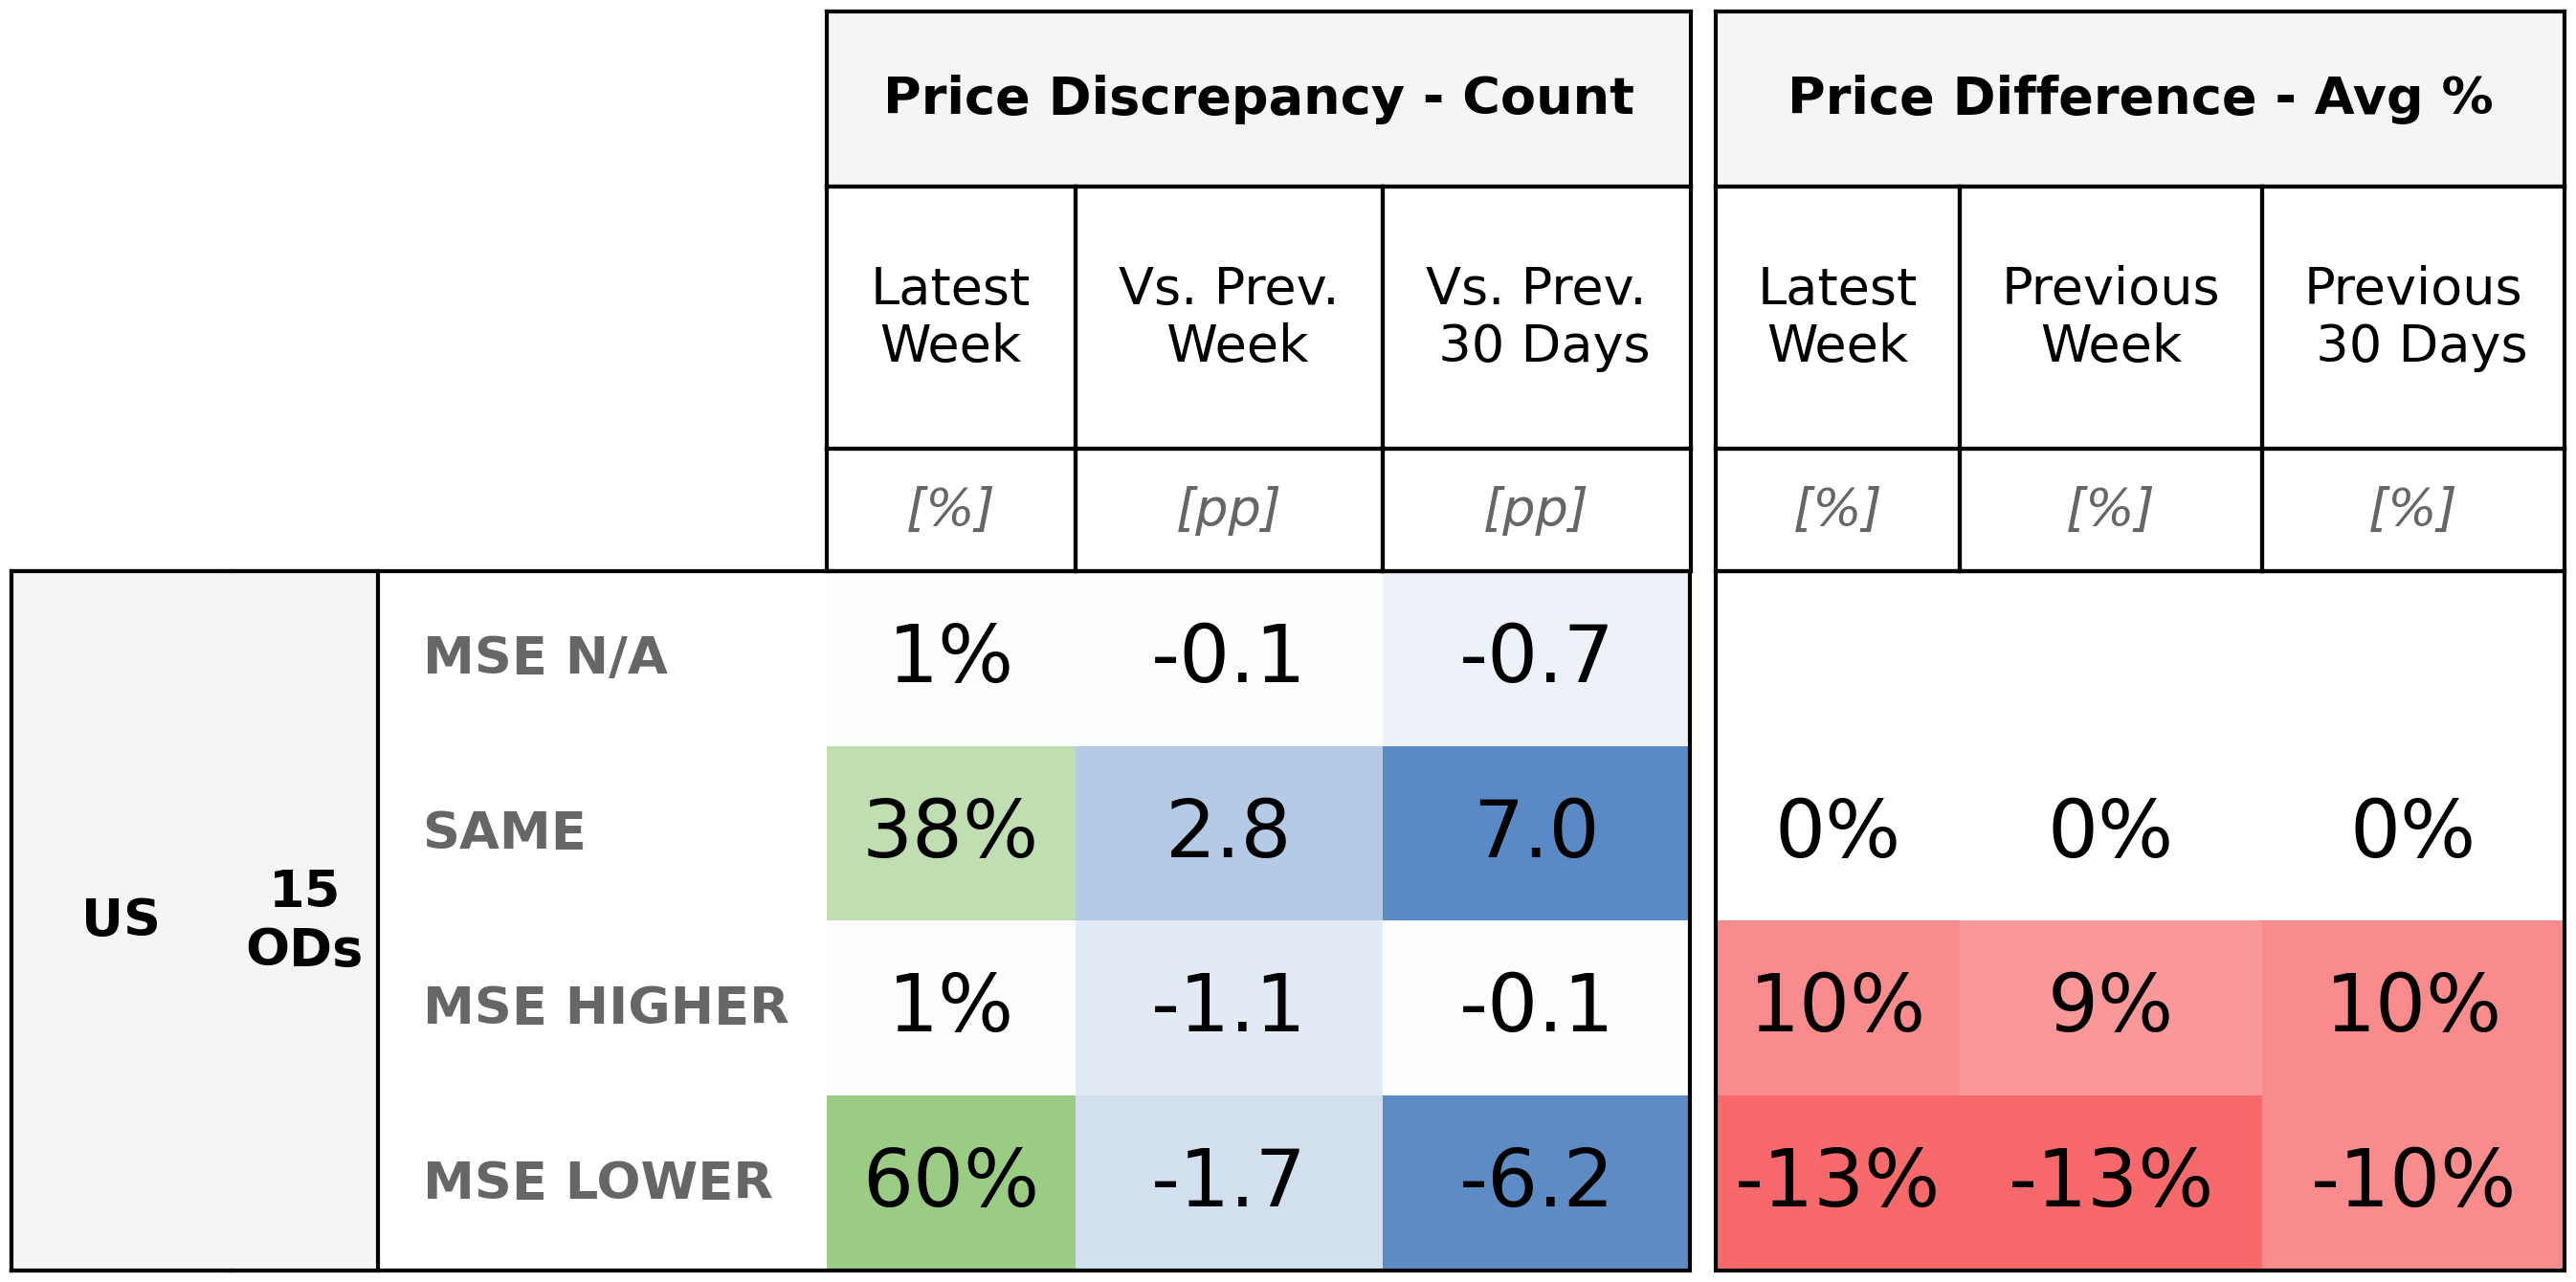 Price Discrepancy - Count Price Difference - Avg %
Latest Week Vs. Prev. Week Vs. Prev. 30 Days Latest Week Previous Week Previous 30 Days
[%] [pp] [pp] [%] [%] [%]
US
15
ODs
MSE N/A 1% -0.1 -0.7
SAME 38% 2.8 7.0 0% 0% 0%
MSE HIGHER 1% -1.1 -0.1 10% 9% 10%
MSE LOWER 60% -1.7 -6.2 -13% -13% -10%